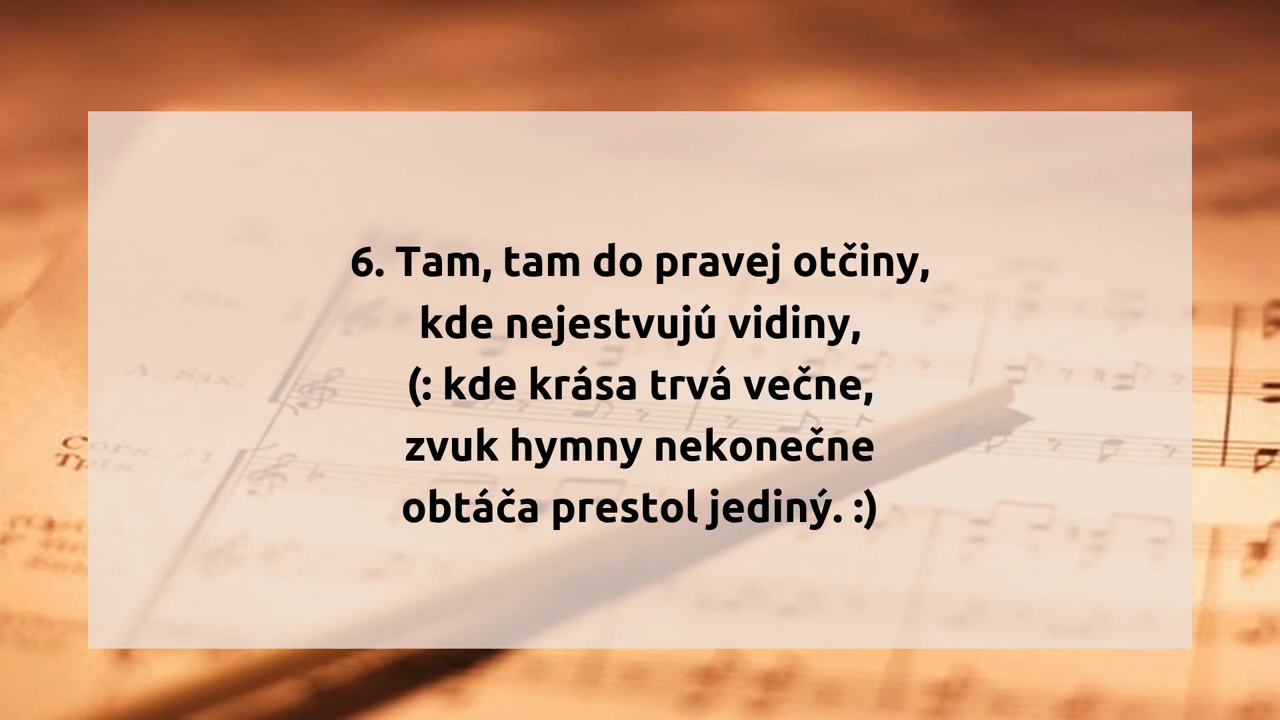 6. Tam, tam do pravej otčiny,
kde nejestvujú vidiny,
(: kde krása trvá večne,
zvuk hymny nekonečne
obtáča prestol jediný. :)
A. Sax.